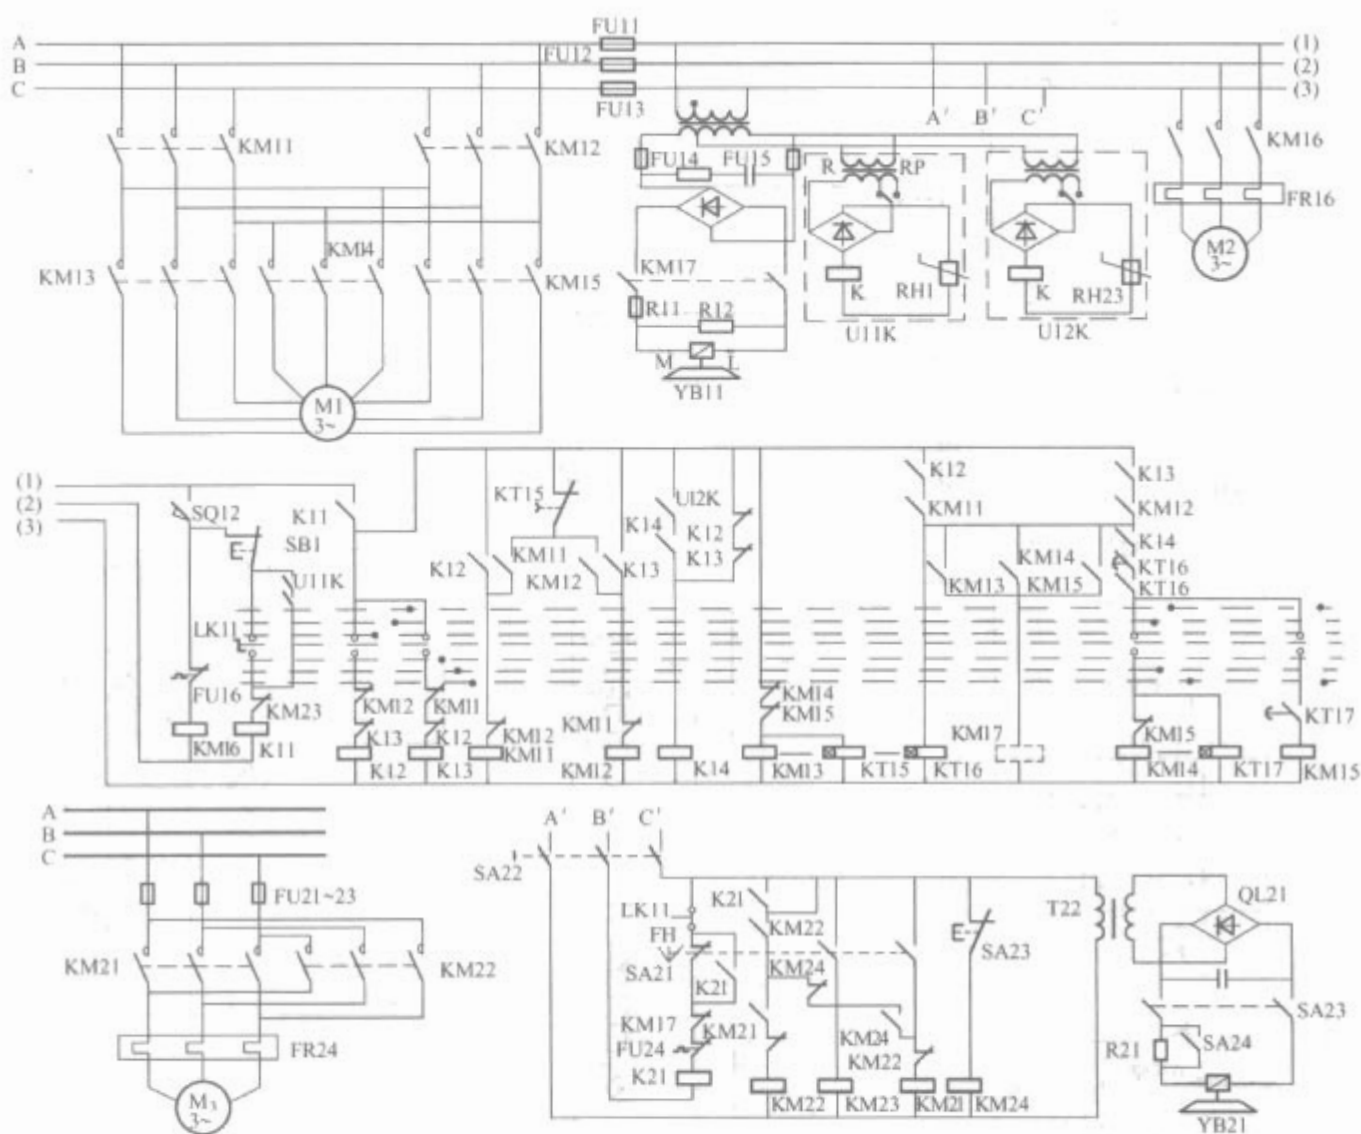 FU11
A (1)
FU12
B (2)
C (3)
FU13
A' B' C'
KM11 KM12 FU14 FU15 R RP KM16
FR16
M2
3~
KM14
KM13 KM15 KM17
K RH1 K RH23
R11 R12
U11K U12K
M L
YB11
M1
3~
(1)
(2)
(3)
SQ12 K11 KT15 U12K K12 K13
KM11 KM12
SB1 K14 K12 K14
K13 KM14 KT16
K12 KM11 KM12 K13 KM13 KM15 KT16
U11K
LK11
FU16 KM12 KM11 KM14
KM15
KM23 K13 K12 KM12 KM11 KM17 KM15 KT17
KM16 K11 K12 K13 KM11 KM12 K14 KM13 KT15 KT16 KM14 KT17 KM15
A
B
C
FU21~23
KM21 KM22
FR24
M3
3~
A' B' C'
SA22
LK11 K21 T22 QL21
FH KM22 SA23
SA21 KM24
K21
KM17 KM21 KM24 SA23
FU24 KM22 R21 SA24
K21 KM22 KM23 KM21 KM24
YB21